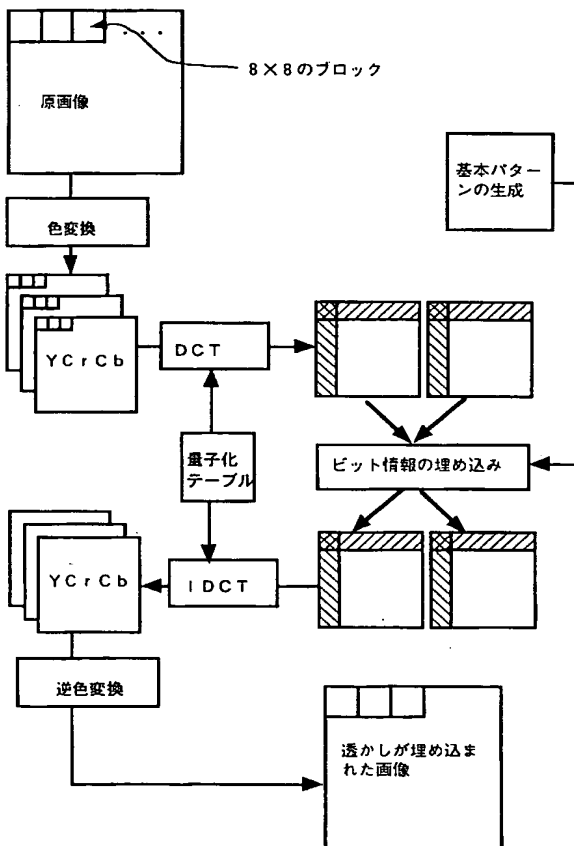 8×8のブロック
原画像
基本パター
ンの生成
色変換
YCrCb
DCT
量子化
テーブル
ビット情報の埋め込み
YCrCb
IDCT
逆色変換
透かしが埋め込ま
れた画像